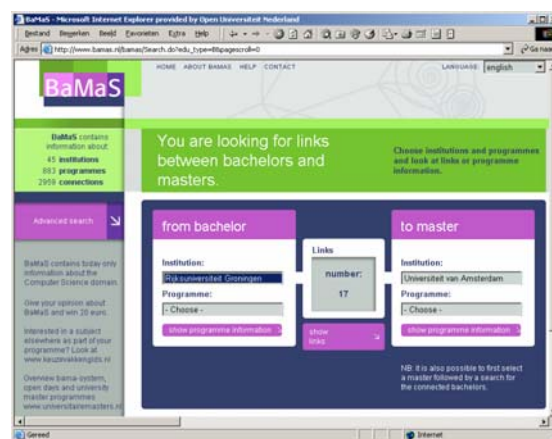 BaMaS - Microsoft Internet Explorer provided by Open Universiteit Nederland
Bestand Bewerken Beeld Favorieten Extra Help
Adres http://www.bamas.nl/bamas/Search.do?edu_type=8&pagescroll=0
Ga naar
HOME ABOUT BAMAS HELP CONTACT
LANGUAGE: english
BaMaS
BaMaS contains
information about:
45 institutions
883 programmes
2959 connections
You are looking for links
between bachelors and
masters.
Choose institutions and programmes
and look at links or programme
information.
Advanced search
from bachelor
Institution:
Rijksuniversiteit Groningen
Programme:
- Choose -
show programme information
Links
number:
17
show
links
to master
Institution:
Universiteit van Amsterdam
Programme:
- Choose -
show programme information
NB: it is also possible to first select
a master followed by a search for
the connected bachelors.
BaMaS contains today only
information about the
Computer Science domain.
Give your opinion about
BaMaS and win 20 euro.
Interested in a subject
elsewhere as part of your
programme? Look at
www.keuzevakkengids.nl
Overview bama-system,
open days and university
master programmes
www.universitairemasters.nl
Gereed
Internet